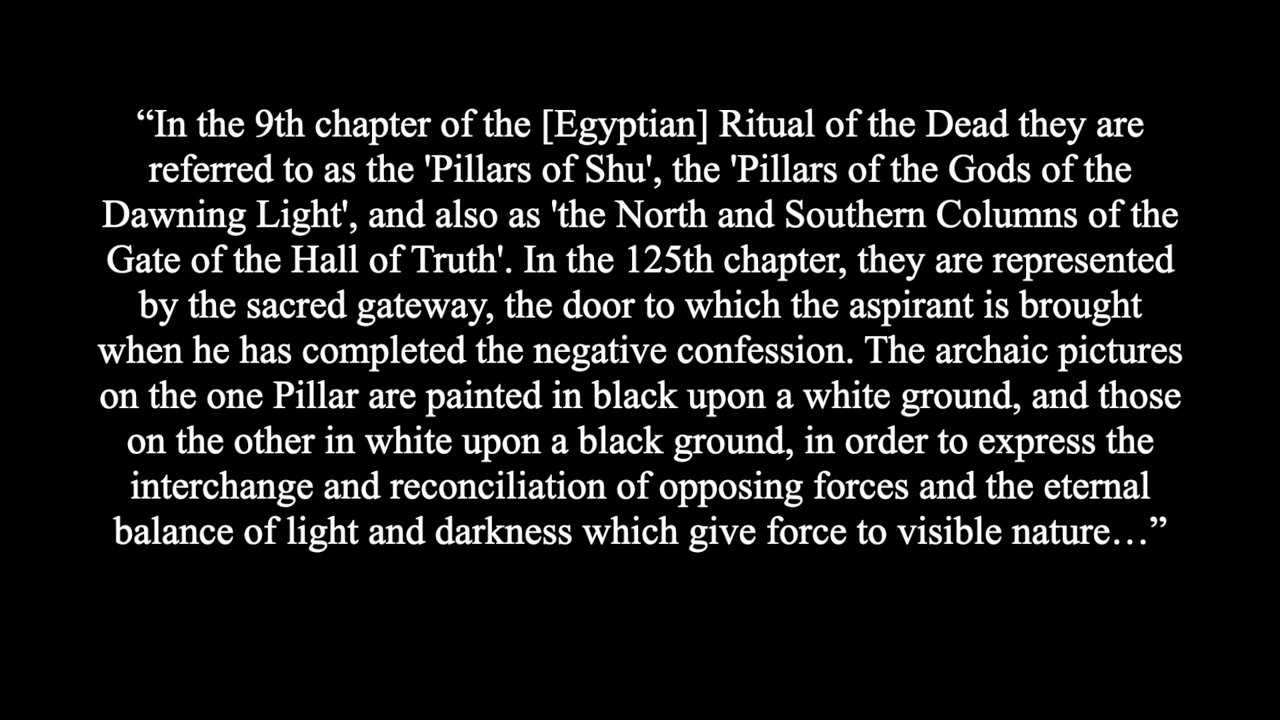 “In the 9th chapter of the [Egyptian] Ritual of the Dead they are
referred to as the 'Pillars of Shu', the 'Pillars of the Gods of the
Dawning Light', and also as 'the North and Southern Columns of the
Gate of the Hall of Truth'. In the 125th chapter, they are represented
by the sacred gateway, the door to which the aspirant is brought
when he has completed the negative confession. The archaic pictures
on the one Pillar are painted in black upon a white ground, and those
on the other in white upon a black ground, in order to express the
interchange and reconciliation of opposing forces and the eternal
balance of light and darkness which give force to visible nature…”